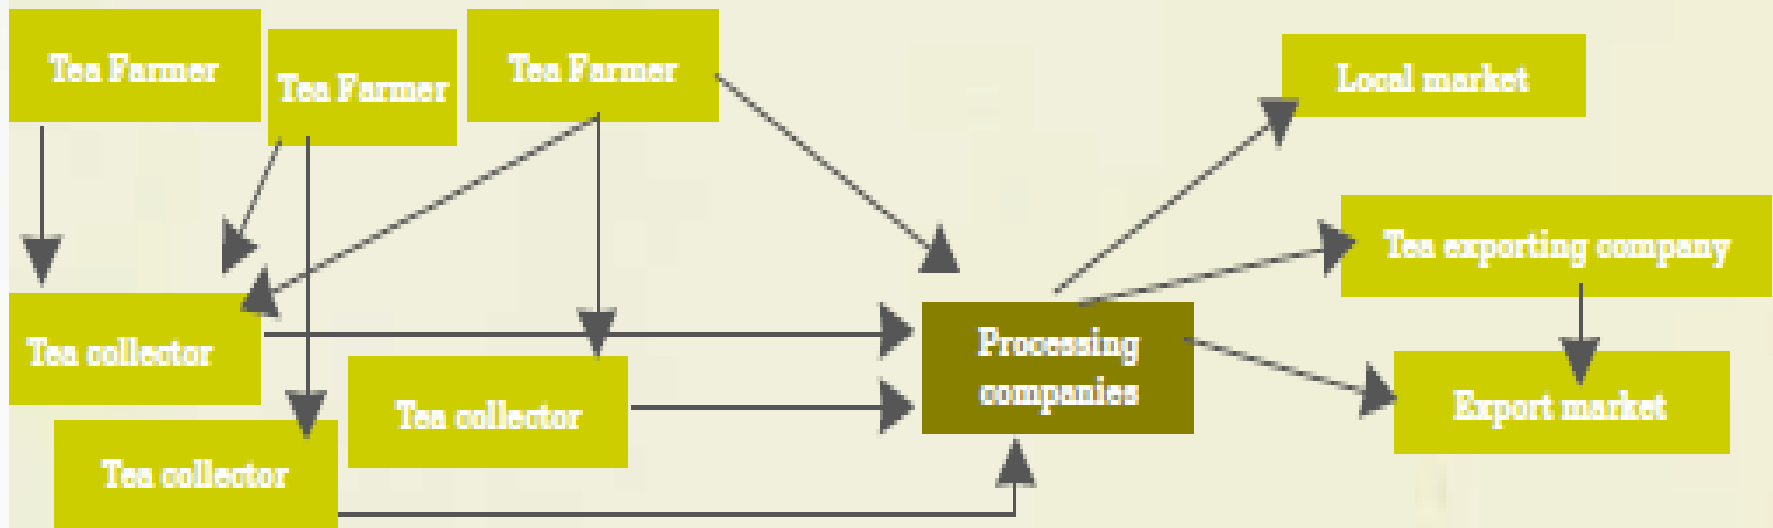 Tea Farmer
Tea Farmer
Tea Farmer
Local market
Tea exporting company
Tea collector
Processing
companies
Tea collector
Export market
Tea collector